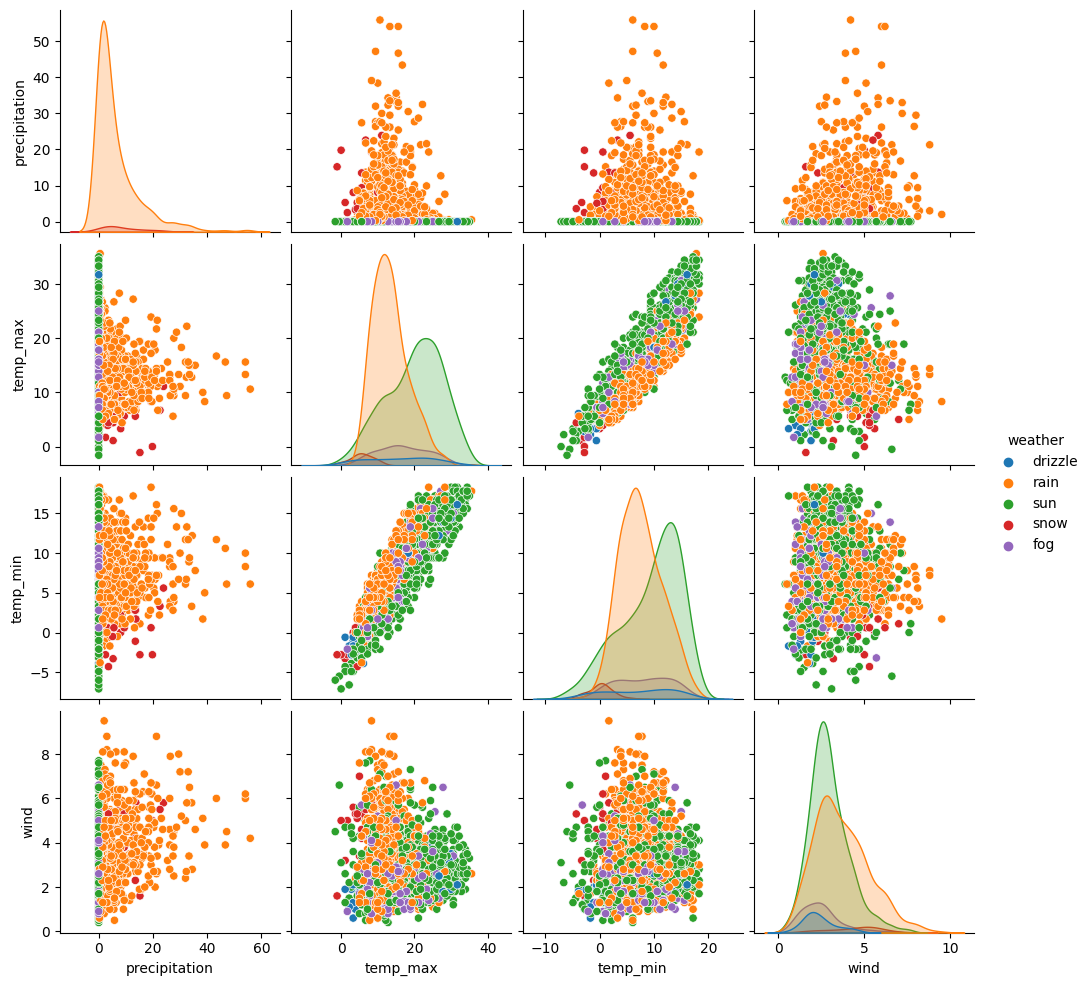 50
40
30
20
10
0
precipitation
30
20
10
0
temp_max
weather
drizzle
rain
sun
snow
fog
15
10
5
0
−5
temp_min
8
6
4
2
0
wind
0 20 40 60 0 20 40 −10 0 10 20 0 5 10
precipitation temp_max temp_min wind